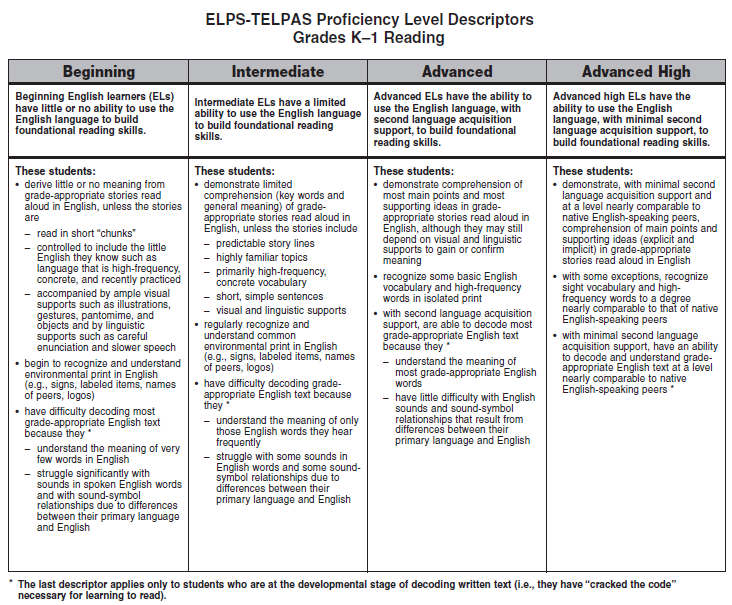 ELPS-TELPAS Proficiency Level Descriptors
Grades K–1 Reading
Beginning
Intermediate
Advanced
Advanced High
Beginning English learners (ELs)
have little or no ability to use the
English language to build
foundational reading skills.
Intermediate ELs have a limited
ability to use the English language
to build foundational reading
skills.
Advanced ELs have the ability to
use the English language, with
second language acquisition
support, to build foundational
reading skills.
Advanced high ELs have the
ability to use the English
language, with minimal second
language acquisition support, to
build foundational reading skills.
These students:
• derive little or no meaning from
grade-appropriate stories read
aloud in English, unless the stories
are
– read in short “chunks”
– controlled to include the little
English they know such as
language that is high-frequency,
concrete, and recently practiced
– accompanied by ample visual
supports such as illustrations,
gestures, pantomime, and
objects and by linguistic
supports such as careful
enunciation and slower speech
• begin to recognize and understand
environmental print in English
(e.g., signs, labeled items, names
of peers, logos)
• have difficulty decoding most
grade-appropriate English text
because they *
– understand the meaning of very
few words in English
– struggle significantly with
sounds in spoken English words
and with sound-symbol
relationships due to differences
between their primary language
and English
These students:
• demonstrate limited
comprehension (key words and
general meaning) of grade-
appropriate stories read aloud in
English, unless the stories include
– predictable story lines
– highly familiar topics
– primarily high-frequency,
concrete vocabulary
– short, simple sentences
– visual and linguistic supports
• regularly recognize and
understand common
environmental print in English
(e.g., signs, labeled items, names
of peers, logos)
• have difficulty decoding grade-
appropriate English text because
they *
– understand the meaning of only
those English words they hear
frequently
– struggle with some sounds in
English words and some sound-
symbol relationships due to
differences between their
primary language and English
These students:
• demonstrate comprehension of
most main points and most
supporting ideas in grade-
appropriate stories read aloud in
English, although they may still
depend on visual and linguistic
supports to gain or confirm
meaning
• recognize some basic English
vocabulary and high-frequency
words in isolated print
• with second language acquisition
support, are able to decode most
grade-appropriate English text
because they *
– understand the meaning of
most grade-appropriate English
words
– have little difficulty with English
sounds and sound-symbol
relationships that result from
differences between their
primary language and English
These students:
• demonstrate, with minimal second
language acquisition support and
at a level nearly comparable to
native English-speaking peers,
comprehension of main points and
supporting ideas (explicit and
implicit) in grade-appropriate
stories read aloud in English
• with some exceptions, recognize
sight vocabulary and high-
frequency words to a degree
nearly comparable to that of native
English-speaking peers
• with minimal second language
acquisition support, have an ability
to decode and understand grade-
appropriate English text at a level
nearly comparable to native
English-speaking peers *
* The last descriptor applies only to students who are at the developmental stage of decoding written text (i.e., they have “cracked the code”
necessary for learning to read).